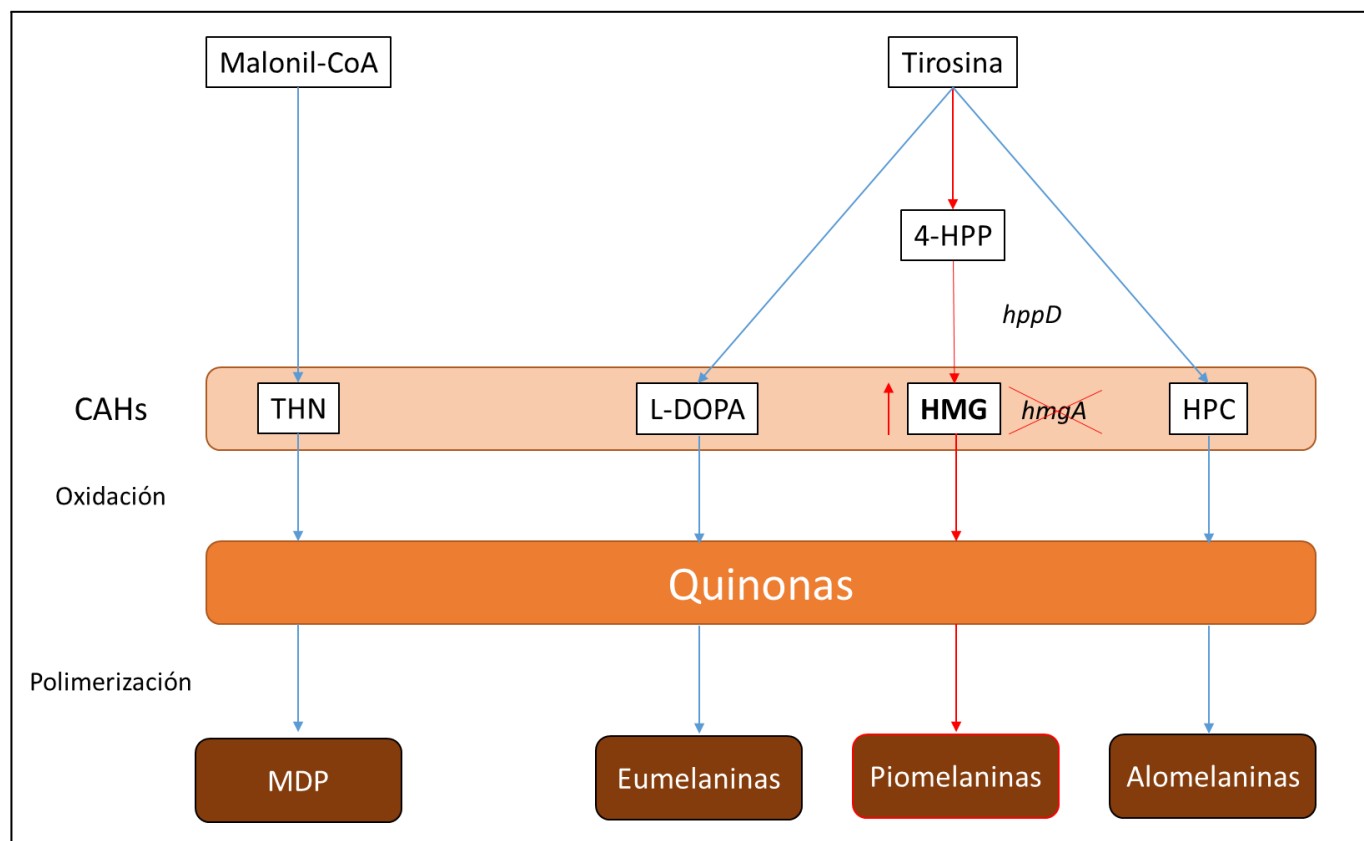 Malonil-CoA
Tirosina
4-HPP
hppD
CAHs
THN
L-DOPA
HMG
hmgA
HPC
Oxidación
Quinonas
Polimerización
MDP
Eumelaninas
Piomelaninas
Alomelaninas